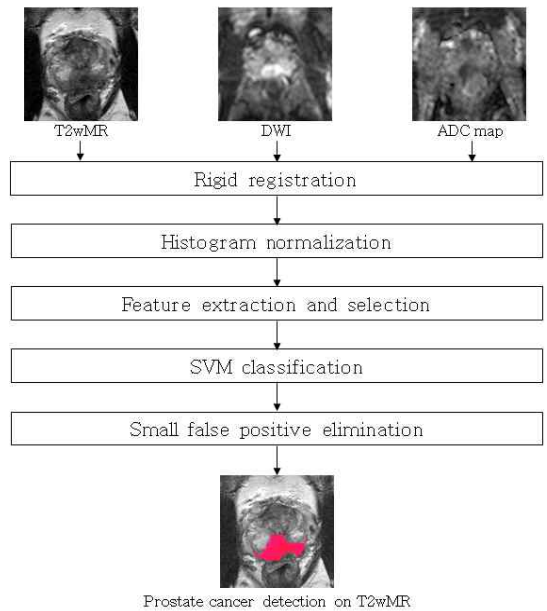 T2wMR
DWI
ADC map
Rigid registration
Histogram normalization
Feature extraction and selection
SVM classification
Small false positive elimination
Prostate cancer detection on T2wMR